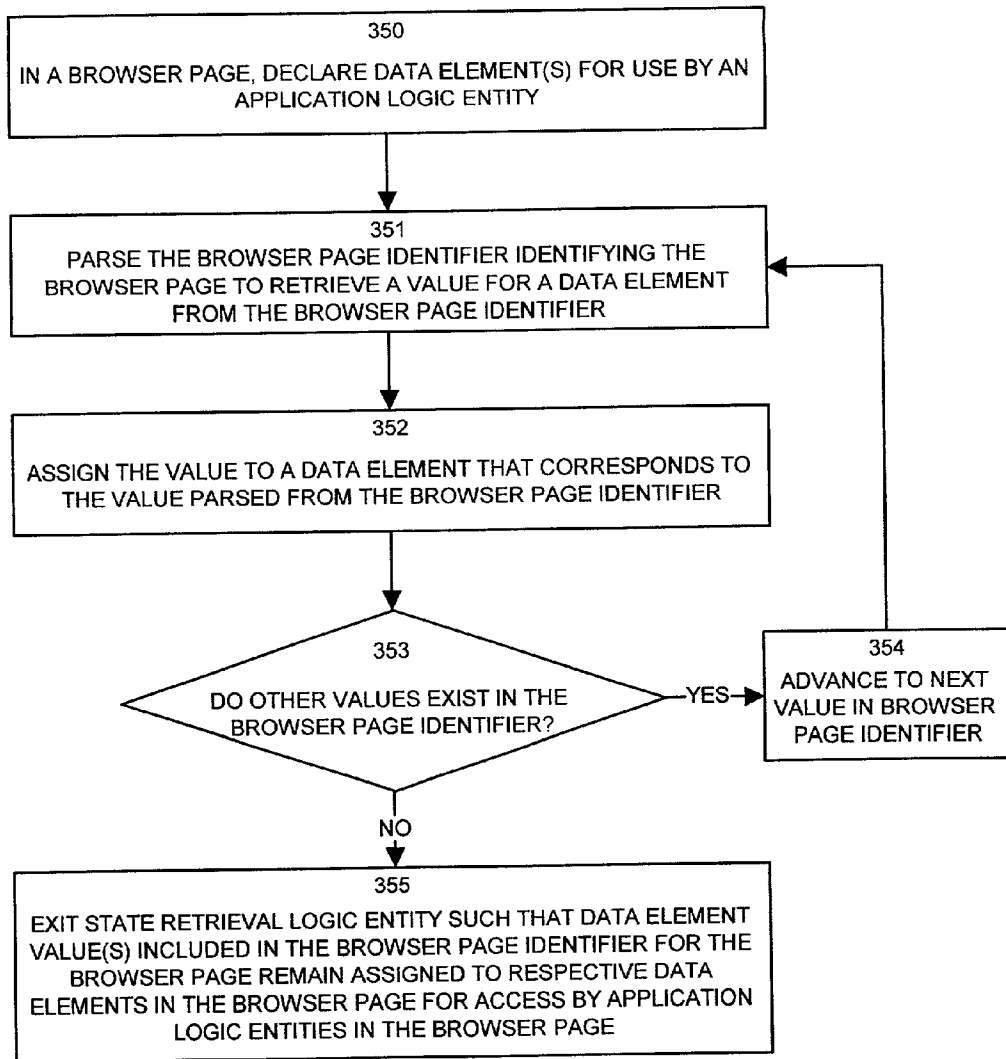 350
IN A BROWSER PAGE, DECLARE DATA ELEMENT(S) FOR USE BY AN
APPLICATION LOGIC ENTITY
351
PARSE THE BROWSER PAGE IDENTIFIER IDENTIFYING THE
BROWSER PAGE TO RETRIEVE A VALUE FOR A DATA ELEMENT
FROM THE BROWSER PAGE IDENTIFIER
352
ASSIGN THE VALUE TO A DATA ELEMENT THAT CORRESPONDS TO
THE VALUE PARSED FROM THE BROWSER PAGE IDENTIFIER
353
DO OTHER VALUES EXIST IN THE
BROWSER PAGE IDENTIFIER?
YES
354
ADVANCE TO NEXT
VALUE IN BROWSER
PAGE IDENTIFIER
NO
355
EXIT STATE RETRIEVAL LOGIC ENTITY SUCH THAT DATA ELEMENT
VALUE(S) INCLUDED IN THE BROWSER PAGE IDENTIFIER FOR THE
BROWSER PAGE REMAIN ASSIGNED TO RESPECTIVE DATA
ELEMENTS IN THE BROWSER PAGE FOR ACCESS BY APPLICATION
LOGIC ENTITIES IN THE BROWSER PAGE